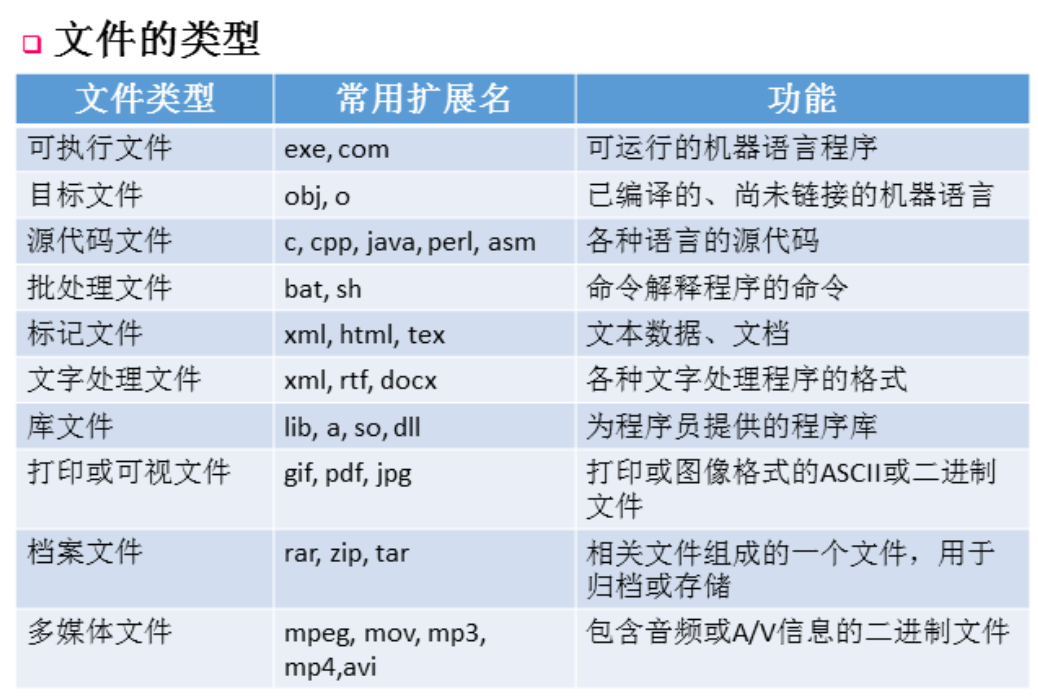 文件的类型
文件类型 常用扩展名 功能
可执行文件 exe, com 可运行的机器语言程序
目标文件 obj, o 已编译的、尚未链接的机器语言
源代码文件 c, cpp, java, perl, asm 各种语言的源代码
批处理文件 bat, sh 命令解释程序的命令
标记文件 xml, html, tex 文本数据、文档
文字处理文件 xml, rtf, docx 各种文字处理程序的格式
库文件 lib, a, so, dll 为程序员提供的程序库
打印或可视文件 gif, pdf, jpg 打印或图像格式的ASCII或二进制
文件
档案文件 rar, zip, tar 相关文件组成的一个文件，用于
归档或存储
多媒体文件 mpeg, mov, mp3, 包含音频或A/V信息的二进制文件
mp4,avi